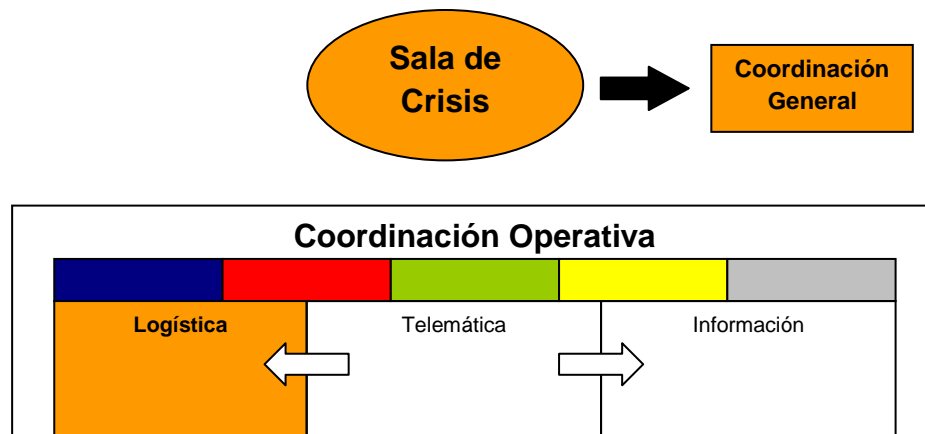 Sala de
Crisis
Coordinación
General
Coordinación Operativa
Logística
Telemática
Información